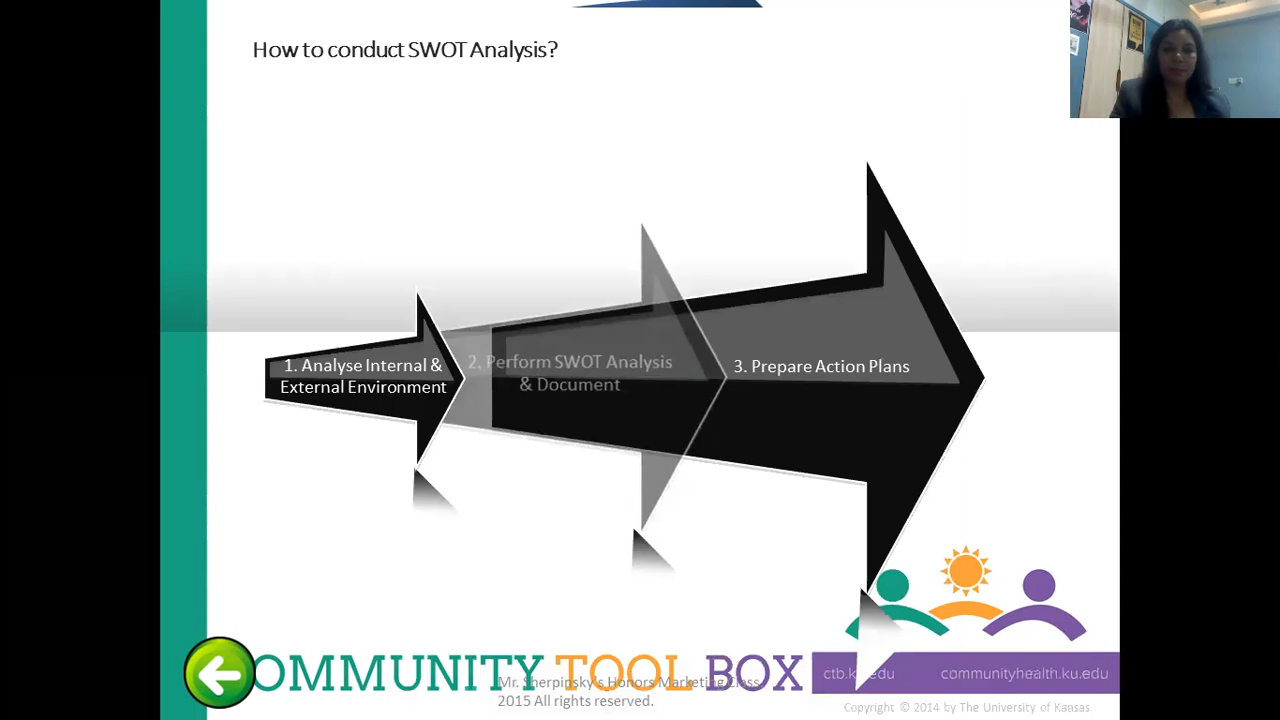 How to conduct SWOT Analysis?
1. Analyse Internal &
External Environment
2. Perform SWOT Analysis
& Document
3. Prepare Action Plans
OMMUNITY TOOL BOX
ctb.ku.edu communityhealth.ku.edu
Mr. Sherpinsky's Honors Marketing Class
2015 All rights reserved.
Copyright © 2014 by The University of Kansas